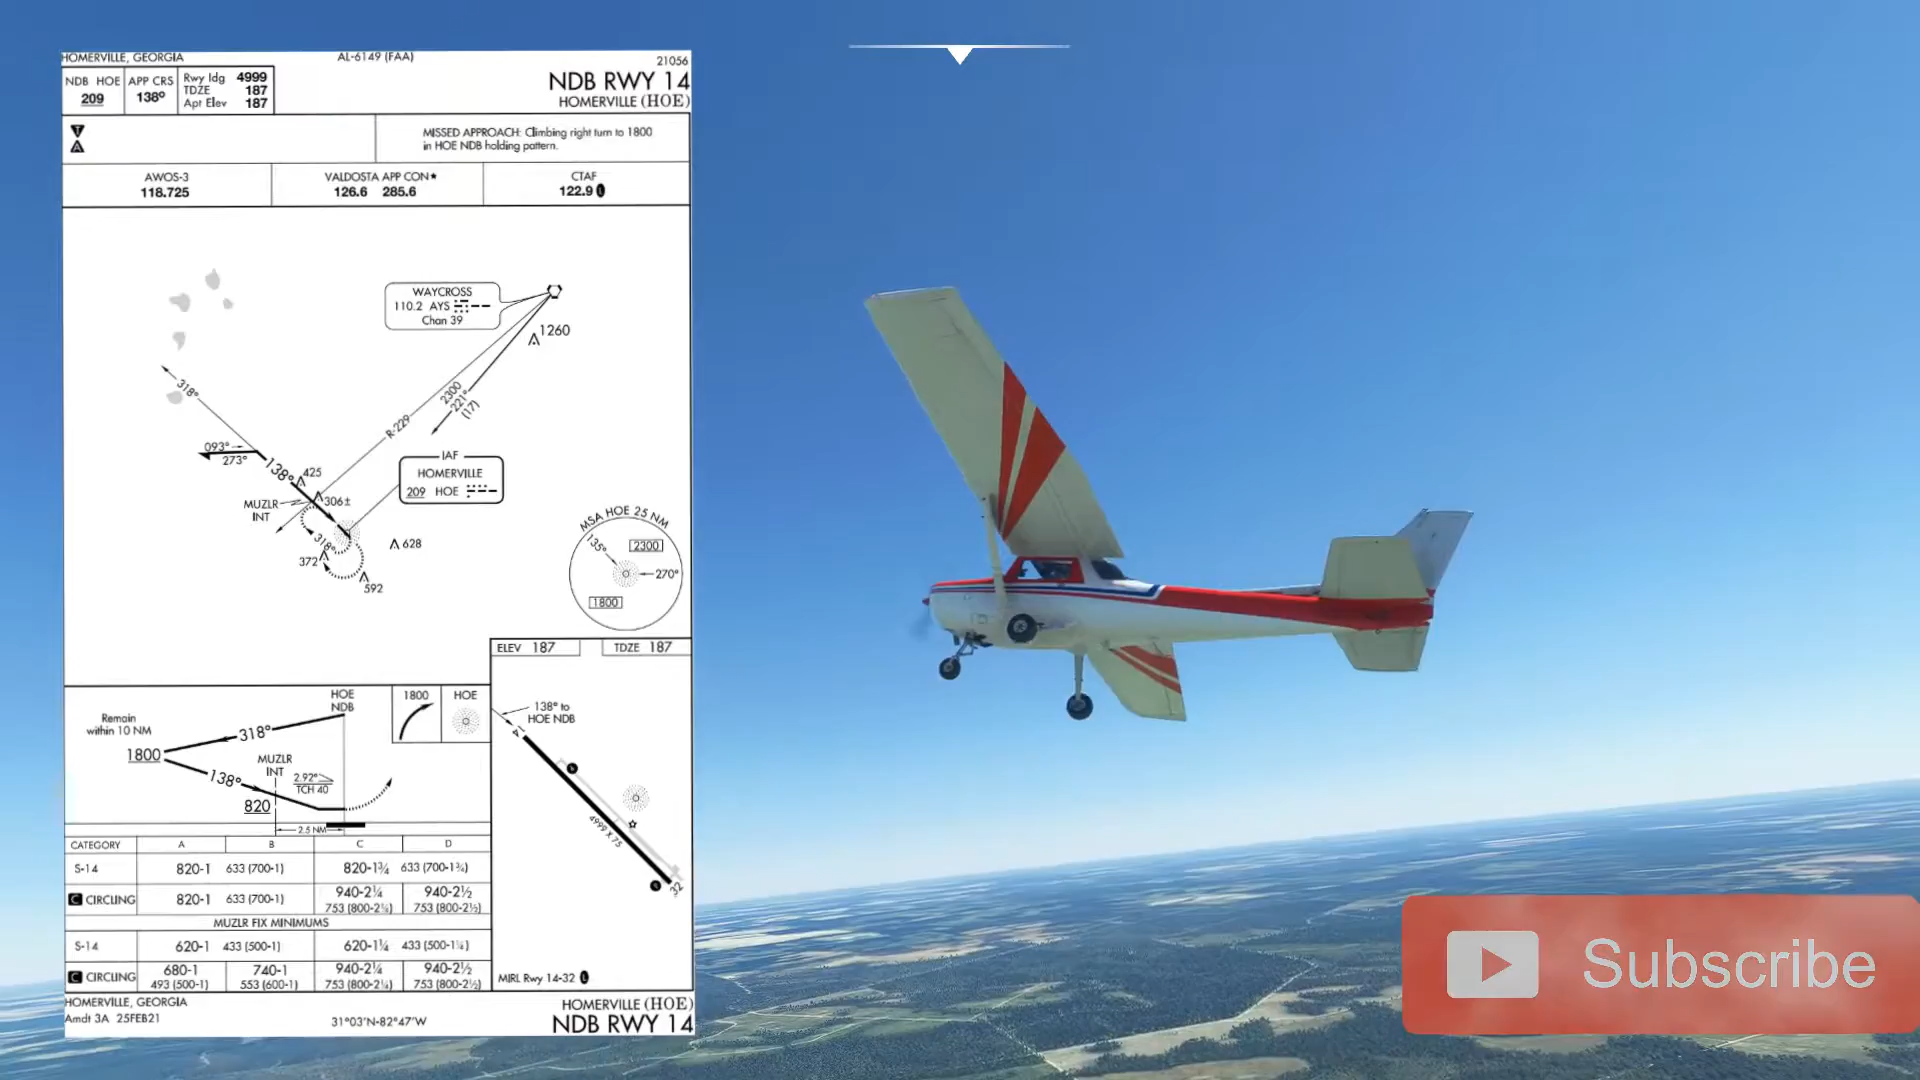 HOMERVILLE, GEORGIA
AL-6149 (FAA)
21056
NDB HOE
209
APP CRS
138°
Rwy ldg 4999
TDZE 187
Apt Elev 187
NDB RWY 14
HOMERVILLE (HOE)
T
A
MISSED APPROACH: Climbing right turn to 1800
in HOE NDB holding pattern.
AWOS-3
118.725
VALDOSTA APP CON★
126.6 285.6
CTAF
122.9 L
WAYCROSS
110.2 AYS
Chan 39
1260
318°
2300
221°
(17)
R-229
093°
273°
138°
425
306±
MUZLR
INT
IAF
HOMERVILLE
209 HOE
318°
372
628
592
MSA HOE 25 NM
135°
2300
270°
1800
ELEV 187
TDZE 187
138° to
HOE NDB
14
4999 X 75
32
MIRL Rwy 14-32 L
HOE
NDB
Remain
within 10 NM
318°
1800
138°
MUZLR
INT
2.92°
TCH 40
820
2.5 NM
1800
HOE
CATEGORY A B C D
S-14 820-1 633 (700-1) 820-1¾ 633 (700-1¾)
C CIRCLING 820-1 633 (700-1) 940-2¼ 940-2½
753 (800-2¼) 753 (800-2½)
MUZLR FIX MINIMUMS
S-14 620-1 433 (500-1) 620-1¼ 433 (500-1¼)
C CIRCLING 680-1 740-1 940-2¼ 940-2½
493 (500-1) 553 (600-1) 753 (800-2¼) 753 (800-2½)
HOMERVILLE, GEORGIA
Amdt 3A 25FEB21
31°03'N-82°47'W
HOMERVILLE (HOE)
NDB RWY 14
Subscribe